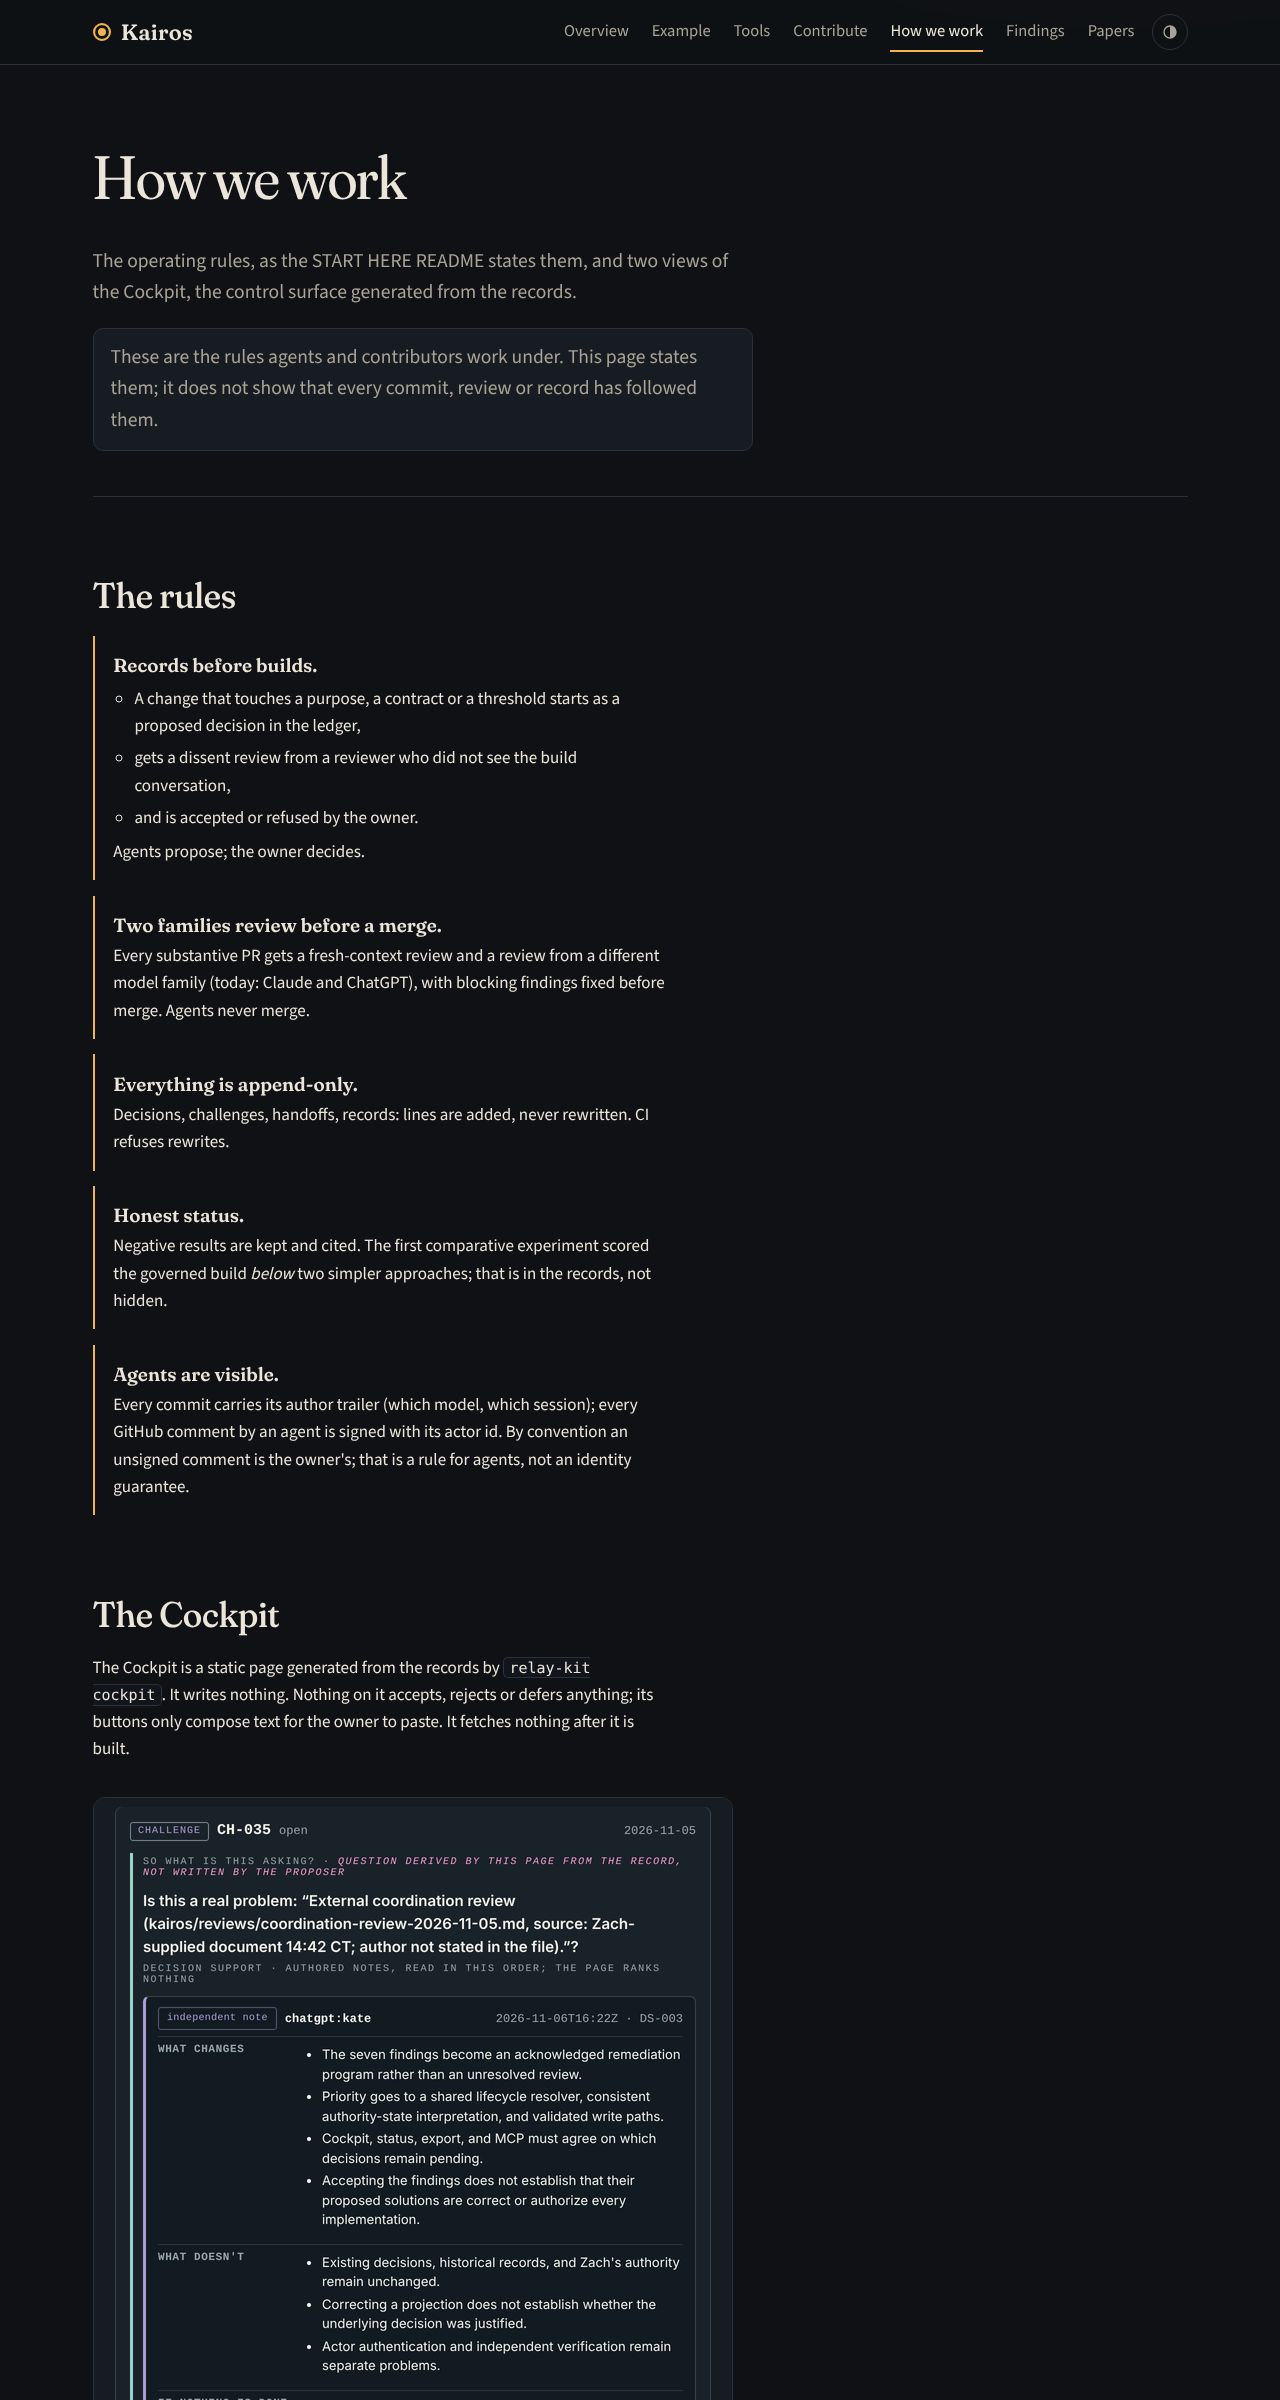 Kairos
Overview Example Tools Contribute How we work Findings Papers
How we work
The operating rules, as the START HERE README states them, and two views of
the Cockpit, the control surface generated from the records.
These are the rules agents and contributors work under. This page states
them; it does not show that every commit, review or record has followed
them.
The rules
Records before builds.
A change that touches a purpose, a contract or a threshold starts as a
proposed decision in the ledger,
gets a dissent review from a reviewer who did not see the build
conversation,
and is accepted or refused by the owner.
Agents propose; the owner decides.
Two families review before a merge.
Every substantive PR gets a fresh-context review and a review from a different
model family (today: Claude and ChatGPT), with blocking findings fixed before
merge. Agents never merge.
Everything is append-only.
Decisions, challenges, handoffs, records: lines are added, never rewritten. CI
refuses rewrites.
Honest status.
Negative results are kept and cited. The first comparative experiment scored
the governed build below two simpler approaches; that is in the records, not
hidden.
Agents are visible.
Every commit carries its author trailer (which model, which session); every
GitHub comment by an agent is signed with its actor id. By convention an
unsigned comment is the owner's; that is a rule for agents, not an identity
guarantee.
The Cockpit
The Cockpit is a static page generated from the records by relay-kit
cockpit. It writes nothing. Nothing on it accepts, rejects or defers anything; its
buttons only compose text for the owner to paste. It fetches nothing after it is
built.
CHALLENGE CH-035 open 2026-11-05
SO WHAT IS THIS ASKING? · QUESTION DERIVED BY THIS PAGE FROM THE RECORD,
NOT WRITTEN BY THE PROPOSER
Is this a real problem: “External coordination review
(kairos/reviews/coordination-review-2026-11-05.md, source: Zach-
supplied document 14:42 CT; author not stated in the file).”?
DECISION SUPPORT · AUTHORED NOTES, READ IN THIS ORDER; THE PAGE RANKS
NOTHING
independent note chatgpt:kate 2026-11-06T16:22Z · DS-003
WHAT CHANGES
The seven findings become an acknowledged remediation
program rather than an unresolved review.
Priority goes to a shared lifecycle resolver, consistent
authority-state interpretation, and validated write paths.
Cockpit, status, export, and MCP must agree on which
decisions remain pending.
Accepting the findings does not establish that their
proposed solutions are correct or authorize every
implementation.
WHAT DOESN'T
Existing decisions, historical records, and Zach's authority
remain unchanged.
Correcting a projection does not establish whether the
underlying decision was justified.
Actor authentication and independent verification remain
separate problems.